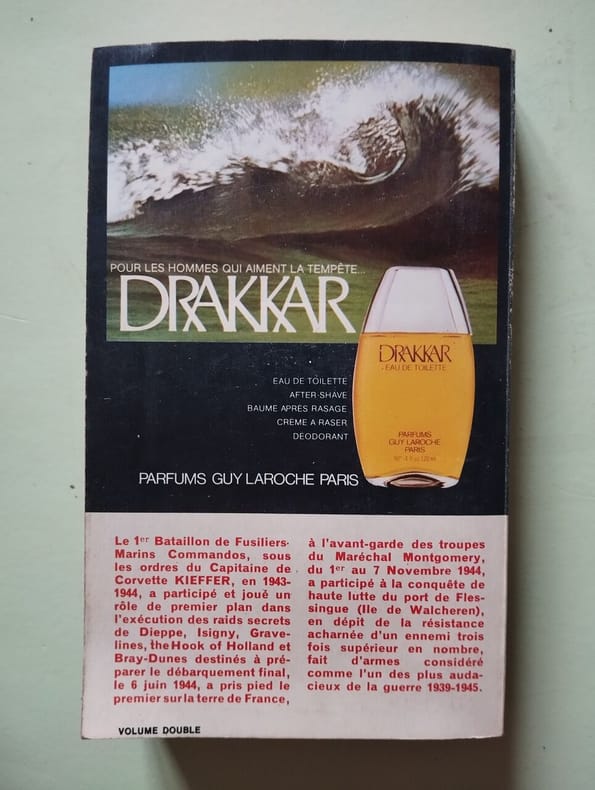 POUR LES HOMMES QUI AIMENT LA TEMPÊTE...
DRAKKAR
DRAKKAR
EAU DE TOILETTE
PARFUMS
GUY LAROCHE
PARIS
EAU DE TOILETTE
AFTER-SHAVE
BAUME APRES RASAGE
CREME A RASER
DEODORANT
PARFUMS GUY LAROCHE PARIS
Le 1er Bataillon de Fusiliers-
Marins Commandos, sous
les ordres du Capitaine de
Corvette KIEFFER, en 1943-
1944, a participé et joué un
rôle de premier plan dans
l'exécution des raids secrets
de Dieppe, Isigny, Grave-
lines, the Hook of Holland et
Bray-Dunes destinés à pré-
parer le débarquement final,
le 6 juin 1944, a pris pied le
premier sur la terre de France,
à l'avant-garde des troupes
du Maréchal Montgomery,
du 1er au 7 Novembre 1944,
a participé à la conquête de
haute lutte du port de Fles-
singue (Ile de Walcheren),
en dépit de la résistance
acharnée d'un ennemi trois
fois supérieur en nombre,
fait d'armes considéré
comme l'un des plus auda-
cieux de la guerre 1939-1945.
VOLUME DOUBLE